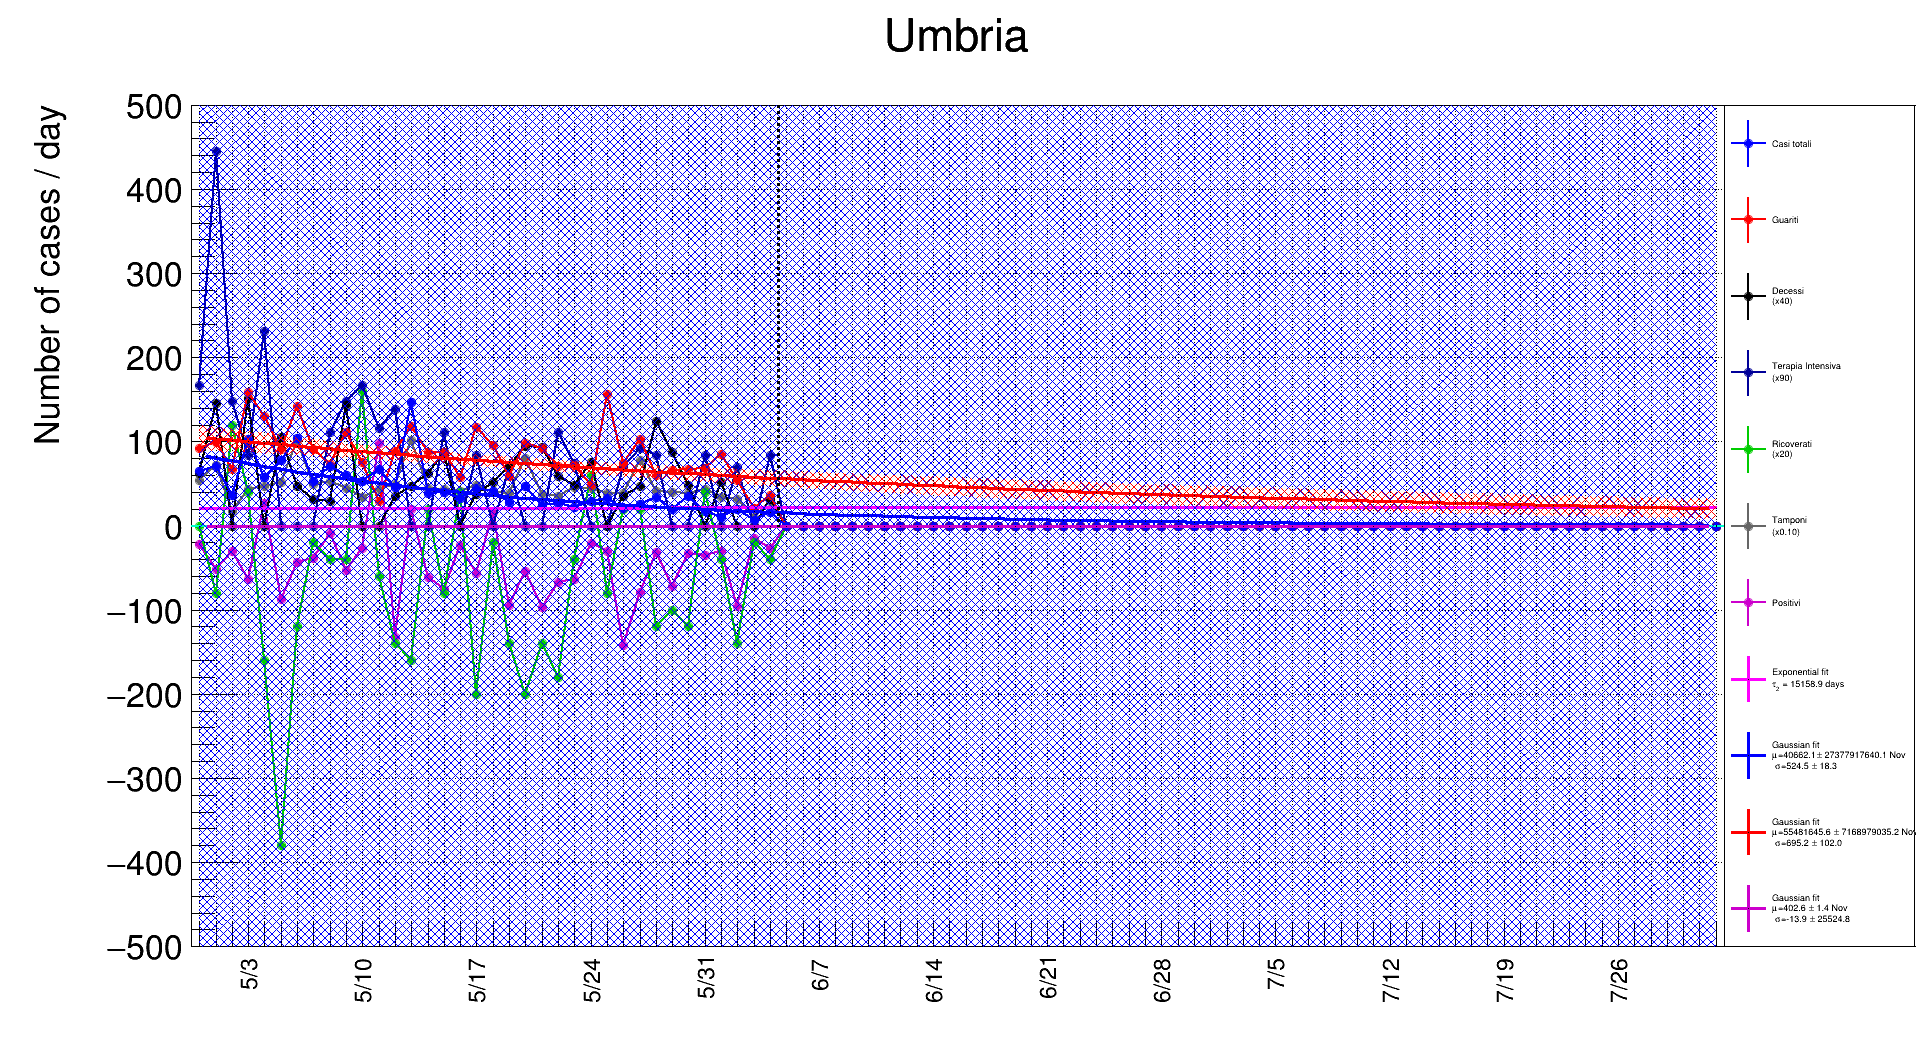 Umbria
Number of cases / day
500
400
300
200
100
0
−100
−200
−300
−400
−500
5/3
5/10
5/17
5/24
5/31
6/7
6/14
6/21
6/28
7/5
7/12
7/19
7/26
Casi totali
Guariti
Decessi
(x40)
Terapia Intensiva
(x90)
Ricoverati
(x20)
Tamponi
(x0.10)
Positivi
Exponential fit
τ2 = 15158.9 days
Gaussian fit
μ=40662.1± 27377917640.1 Nov
σ=524.5 ± 18.3
Gaussian fit
μ=55481645.6 ± 7168979035.2 Nov
σ=695.2 ± 102.0
Gaussian fit
μ=402.6 ± 1.4 Nov
σ=-13.9 ± 25524.8